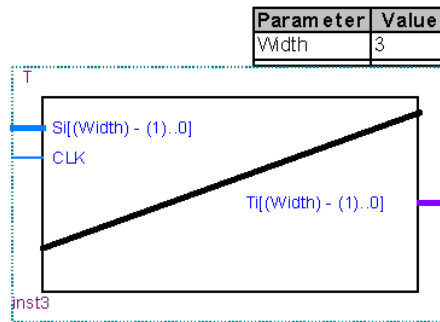 Parameter Value
Width 3
T
Si[(Width) - (1)..0]
CLK
Ti[(Width) - (1)..0]
inst3